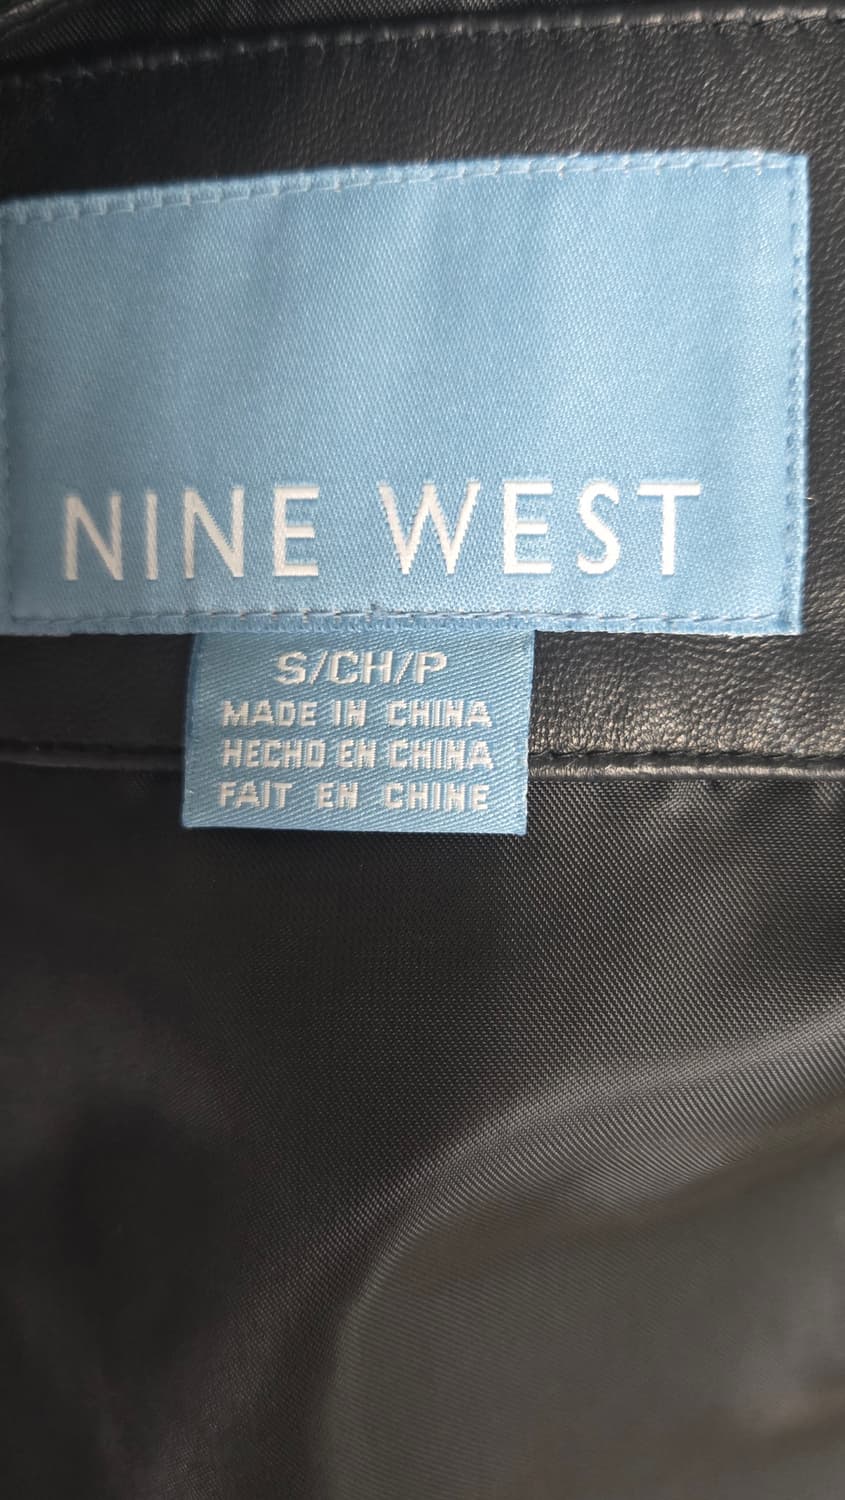 NINE WEST
S/CH/P
MADE IN CHINA
HECHO EN CHINA
FAIT EN CHINE